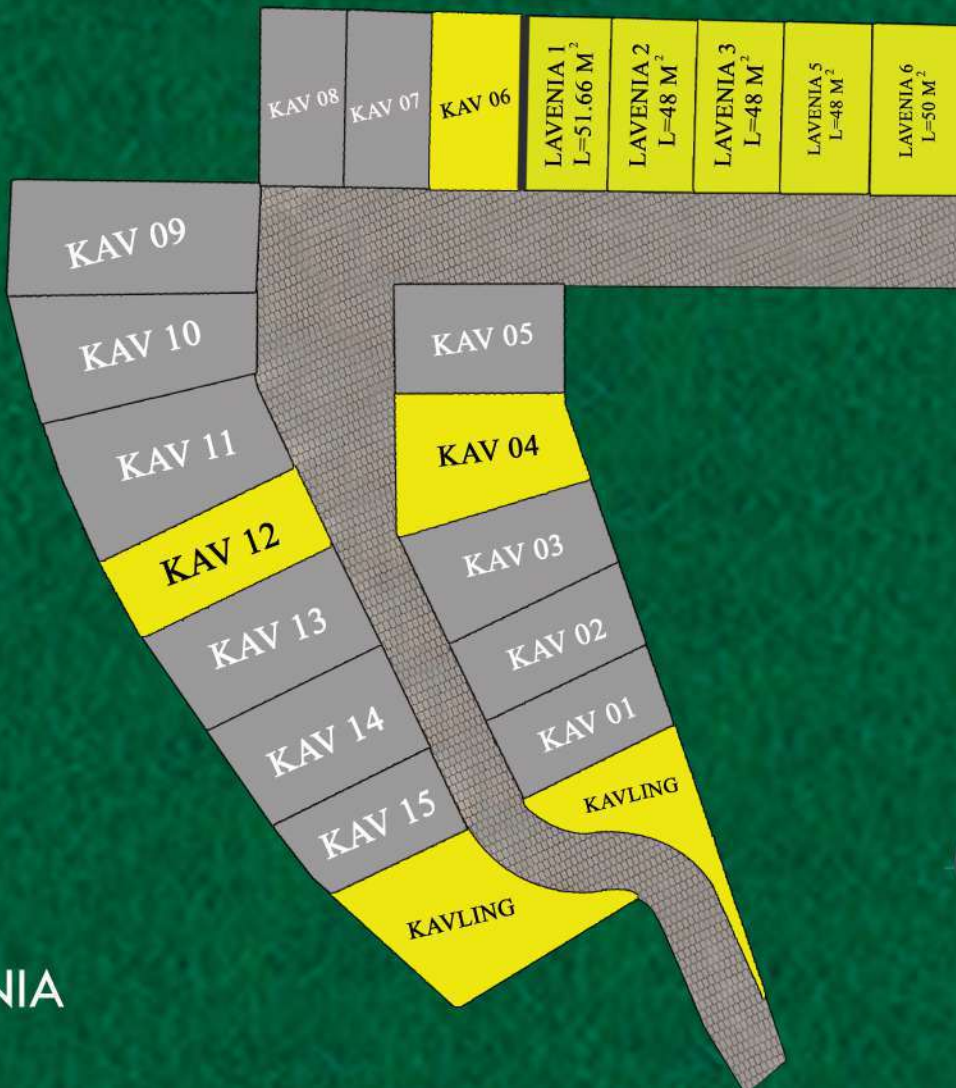 KAV 08
KAV 07
KAV 06
LAVENIA 1
L=51.66 M²
LAVENIA 2
L=48 M²
LAVENIA 3
L=48 M²
LAVENIA 5
L=48 M²
LAVENIA 6
L=50 M²
KAV 09
KAV 10
KAV 11
KAV 12
KAV 13
KAV 14
KAV 15
KAVLING
KAV 05
KAV 04
KAV 03
KAV 02
KAV 01
KAVLING
NIA